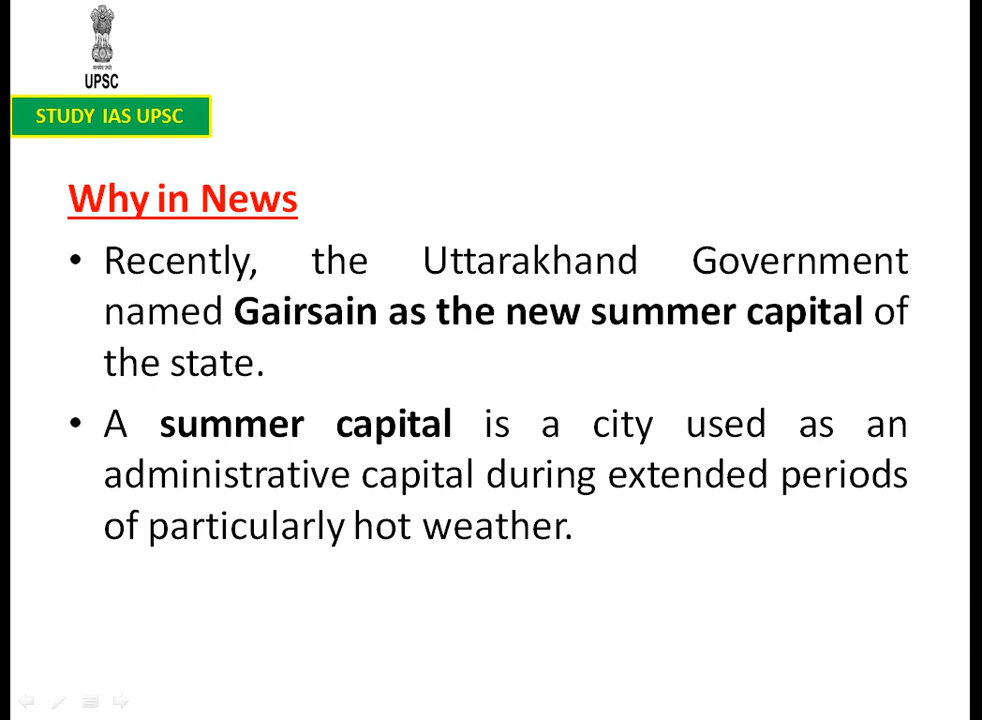 UPSC
STUDY IAS UPSC
Why in News
• Recently, the Uttarakhand Government
named Gairsain as the new summer capital of
the state.
• A summer capital is a city used as an
administrative capital during extended periods
of particularly hot weather.